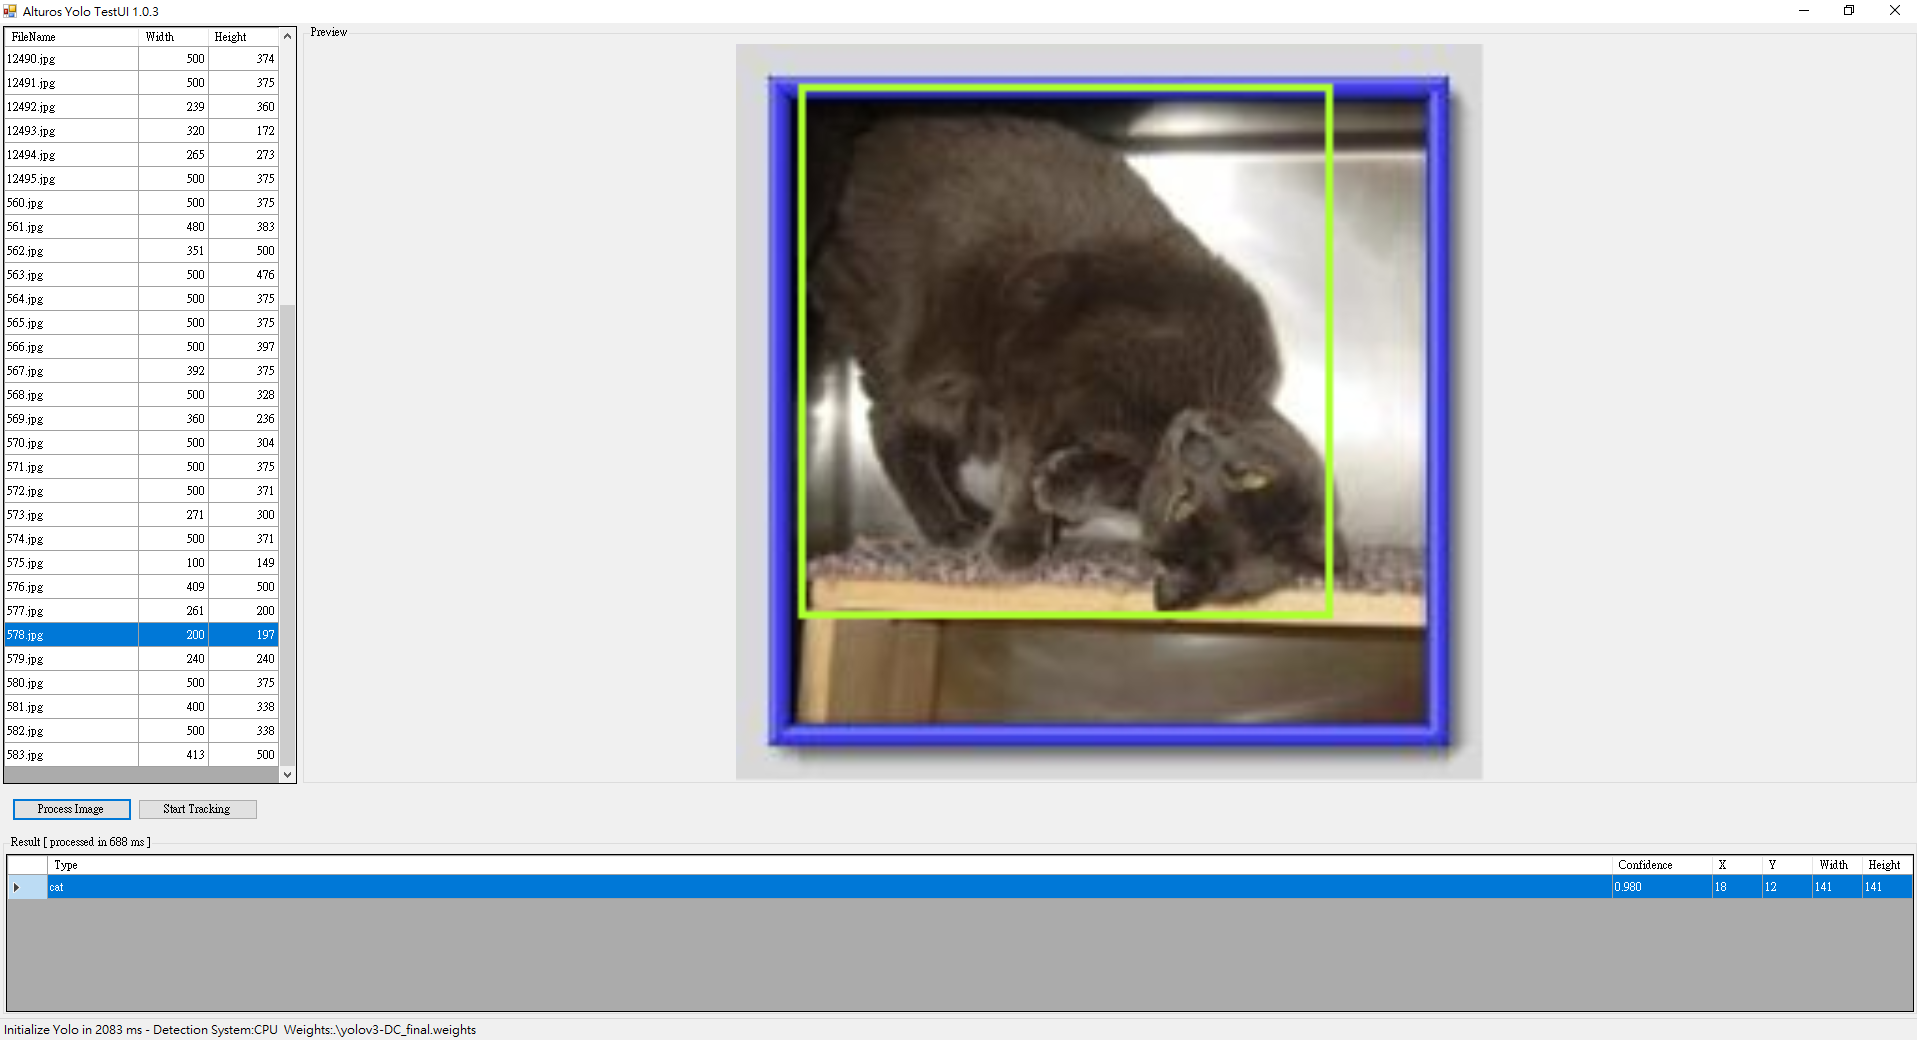 Alturos Yolo TestUI 1.0.3
FileName Width Height
12490.jpg 500 374
12491.jpg 500 375
12492.jpg 239 360
12493.jpg 320 172
12494.jpg 265 273
12495.jpg 500 375
560.jpg 500 375
561.jpg 480 383
562.jpg 351 500
563.jpg 500 476
564.jpg 500 375
565.jpg 500 375
566.jpg 500 397
567.jpg 392 375
568.jpg 500 328
569.jpg 360 236
570.jpg 500 304
571.jpg 500 375
572.jpg 500 371
573.jpg 271 300
574.jpg 500 371
575.jpg 100 149
576.jpg 409 500
577.jpg 261 200
578.jpg 200 197
579.jpg 240 240
580.jpg 500 375
581.jpg 400 338
582.jpg 500 338
583.jpg 413 500
Preview
Process Image Start Tracking
Result [ processed in 688 ms ]
Type Confidence X Y Width Height
cat 0.980 18 12 141 141
Initialize Yolo in 2083 ms - Detection System:CPU Weights:.\yolov3-DC_final.weights